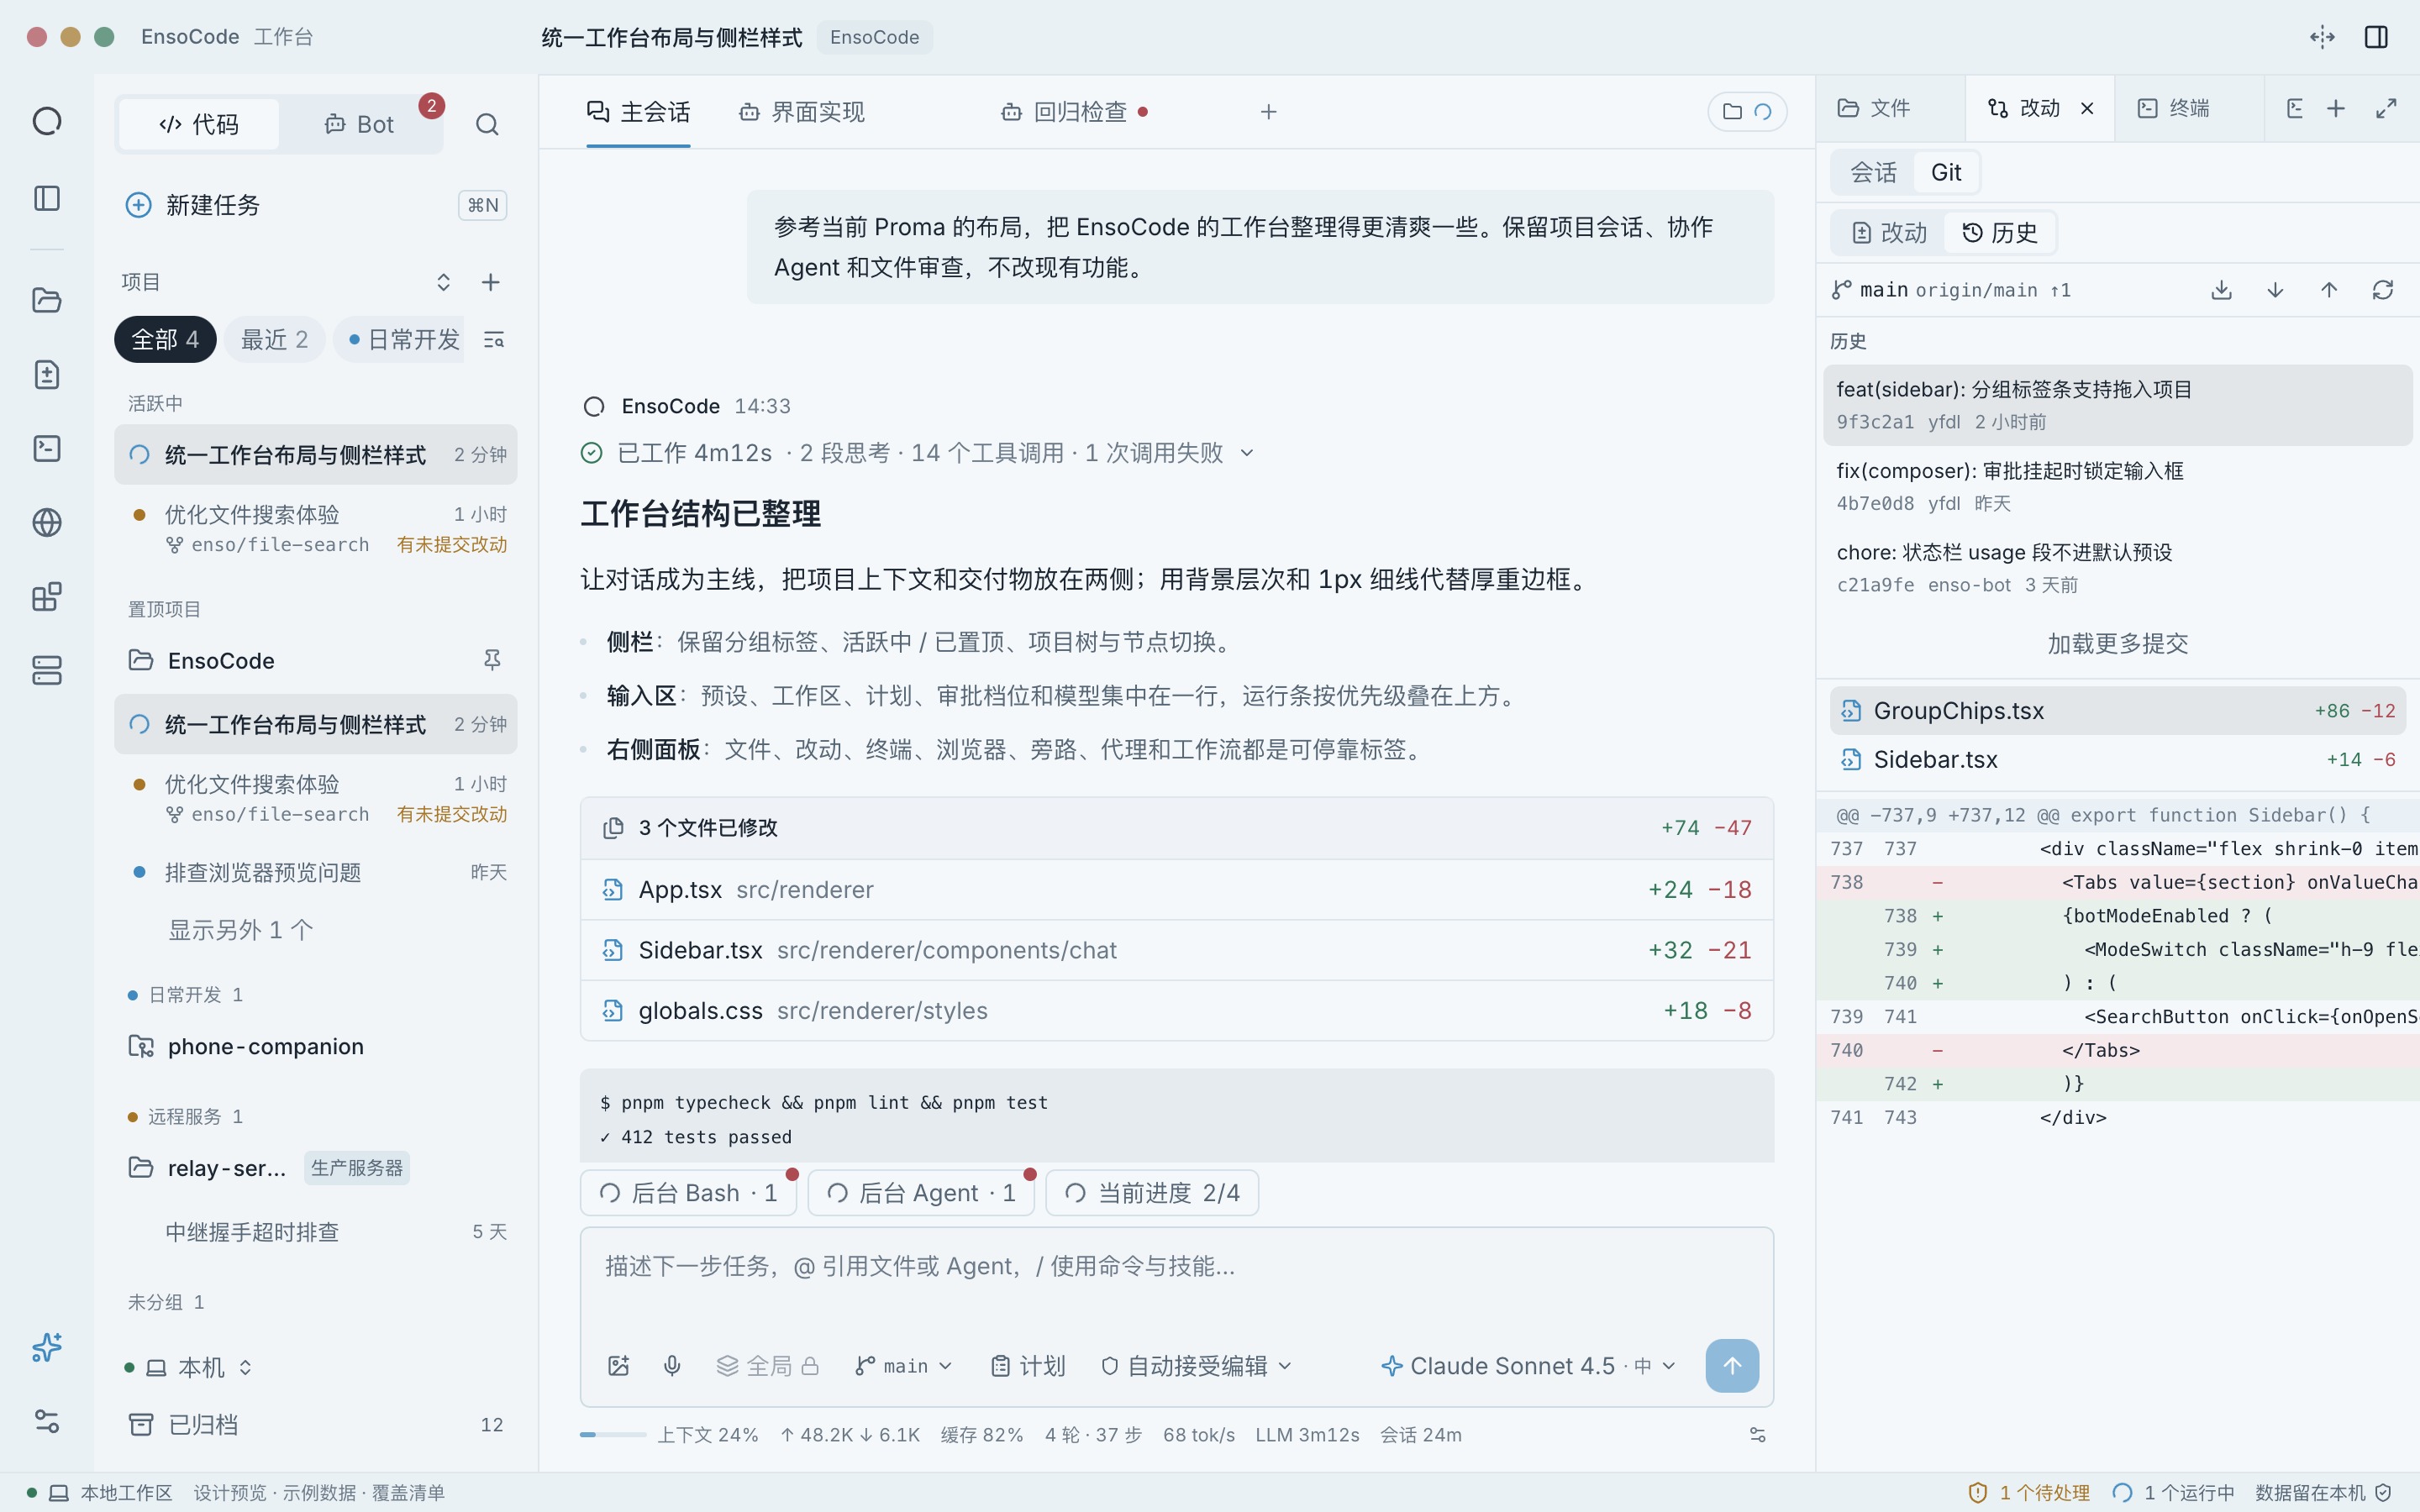 EnsoCode 工作台
统一工作台布局与侧栏样式 EnsoCode
代码 Bot 2
新建任务 ⌘N
项目
全部 4 最近 2 日常开发
活跃中
统一工作台布局与侧栏样式 2 分钟
优化文件搜索体验 1 小时
enso/file-search 有未提交改动
置顶项目
EnsoCode
统一工作台布局与侧栏样式 2 分钟
优化文件搜索体验 1 小时
enso/file-search 有未提交改动
排查浏览器预览问题 昨天
显示另外 1 个
日常开发 1
phone-companion
远程服务 1
relay-ser... 生产服务器
中继握手超时排查 5 天
未分组 1
本机
已归档 12
主会话 界面实现 回归检查
参考当前 Proma 的布局，把 EnsoCode 的工作台整理得更清爽一些。保留项目会话、协作
Agent 和文件审查，不改现有功能。
EnsoCode 14:33
已工作 4m12s · 2 段思考 · 14 个工具调用 · 1 次调用失败
工作台结构已整理
让对话成为主线，把项目上下文和交付物放在两侧；用背景层次和 1px 细线代替厚重边框。
侧栏：保留分组标签、活跃中 / 已置顶、项目树与节点切换。
输入区：预设、工作区、计划、审批档位和模型集中在一行，运行条按优先级叠在上方。
右侧面板：文件、改动、终端、浏览器、旁路、代理和工作流都是可停靠标签。
3 个文件已修改 +74 −47
App.tsx src/renderer +24 −18
Sidebar.tsx src/renderer/components/chat +32 −21
globals.css src/renderer/styles +18 −8
$ pnpm typecheck && pnpm lint && pnpm test
✓ 412 tests passed
后台 Bash · 1 后台 Agent · 1 当前进度 2/4
描述下一步任务，@ 引用文件或 Agent，/ 使用命令与技能...
全局 main 计划 自动接受编辑 Claude Sonnet 4.5 · 中
上下文 24% ↑ 48.2K ↓ 6.1K 缓存 82% 4 轮 · 37 步 68 tok/s LLM 3m12s 会话 24m
文件 改动 终端
会话 Git
改动 历史
main origin/main ↑1
历史
feat(sidebar): 分组标签条支持拖入项目
9f3c2a1 yfdl 2 小时前
fix(composer): 审批挂起时锁定输入框
4b7e0d8 yfdl 昨天
chore: 状态栏 usage 段不进默认预设
c21a9fe enso-bot 3 天前
加载更多提交
GroupChips.tsx +86 −12
Sidebar.tsx +14 −6
@@ −737,9 +737,12 @@ export function Sidebar() {
737 737 <div className="flex shrink-0 item
738 − <Tabs value={section} onValueCha
738 + {botModeEnabled ? (
739 + <ModeSwitch className="h-9 fle
740 + ) : (
739 741 <SearchButton onClick={onOpenS
740 − </Tabs>
742 + )}
741 743 </div>
本地工作区 设计预览 · 示例数据 · 覆盖清单
1 个待处理 1 个运行中 数据留在本机